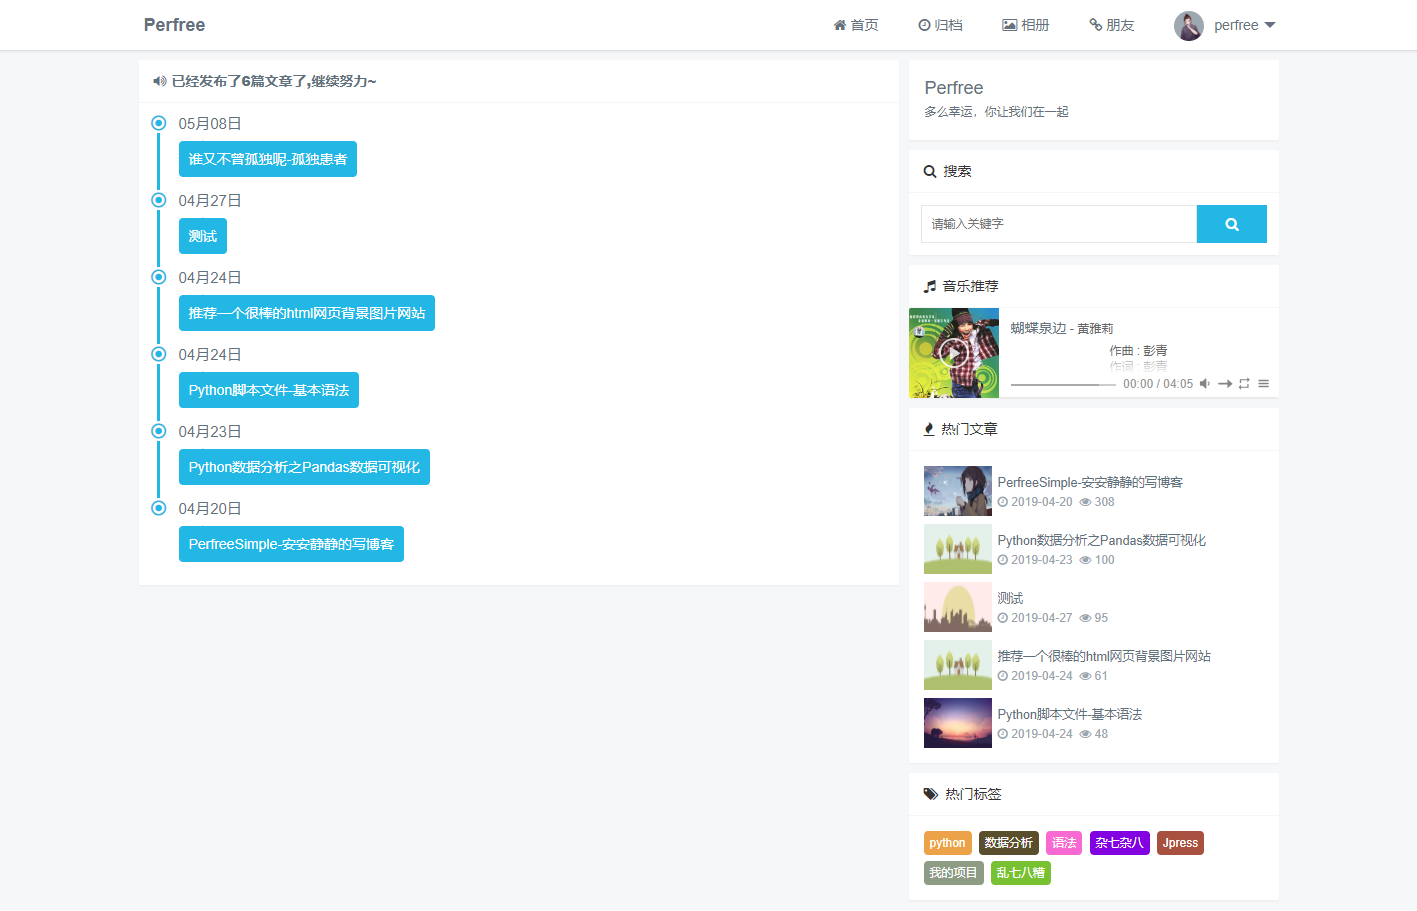 Perfree
首页
归档
相册
朋友
perfree
已经发布了6篇文章了,继续努力~
05月08日
谁又不曾孤独呢-孤独患者
04月27日
测试
04月24日
推荐一个很棒的html网页背景图片网站
04月24日
Python脚本文件-基本语法
04月23日
Python数据分析之Pandas数据可视化
04月20日
PerfreeSimple-安安静静的写博客
Perfree
多么幸运，你让我们在一起
搜索
请输入关键字
音乐推荐
蝴蝶泉边 - 黄雅莉
作曲 : 彭青
作词 : 彭青
00:00 / 04:05
热门文章
PerfreeSimple-安安静静的写博客
2019-04-20 308
Python数据分析之Pandas数据可视化
2019-04-23 100
测试
2019-04-27 95
推荐一个很棒的html网页背景图片网站
2019-04-24 61
Python脚本文件-基本语法
2019-04-24 48
热门标签
python 数据分析 语法 杂七杂八 Jpress
我的项目 乱七八糟